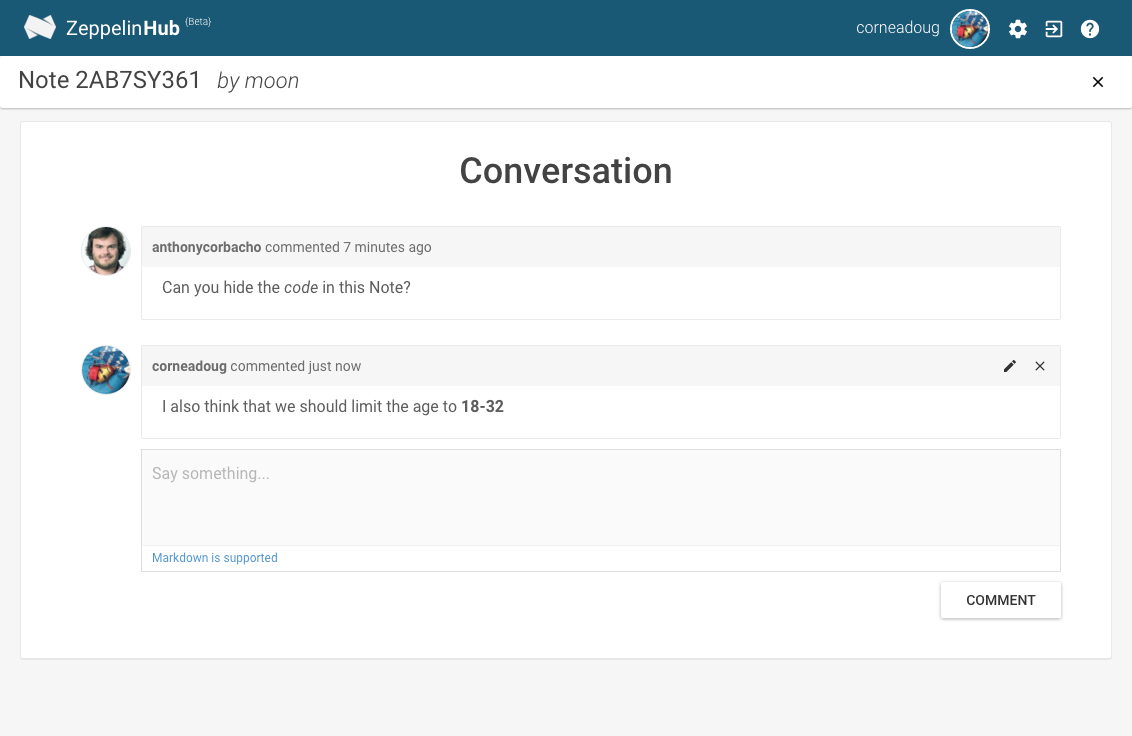 ZeppelinHub {Beta}
corneadoug
Note 2AB7SY361 by moon
Conversation
anthonycorbacho commented 7 minutes ago
Can you hide the code in this Note?
corneadoug commented just now
I also think that we should limit the age to 18-32
Say something...
Markdown is supported
COMMENT